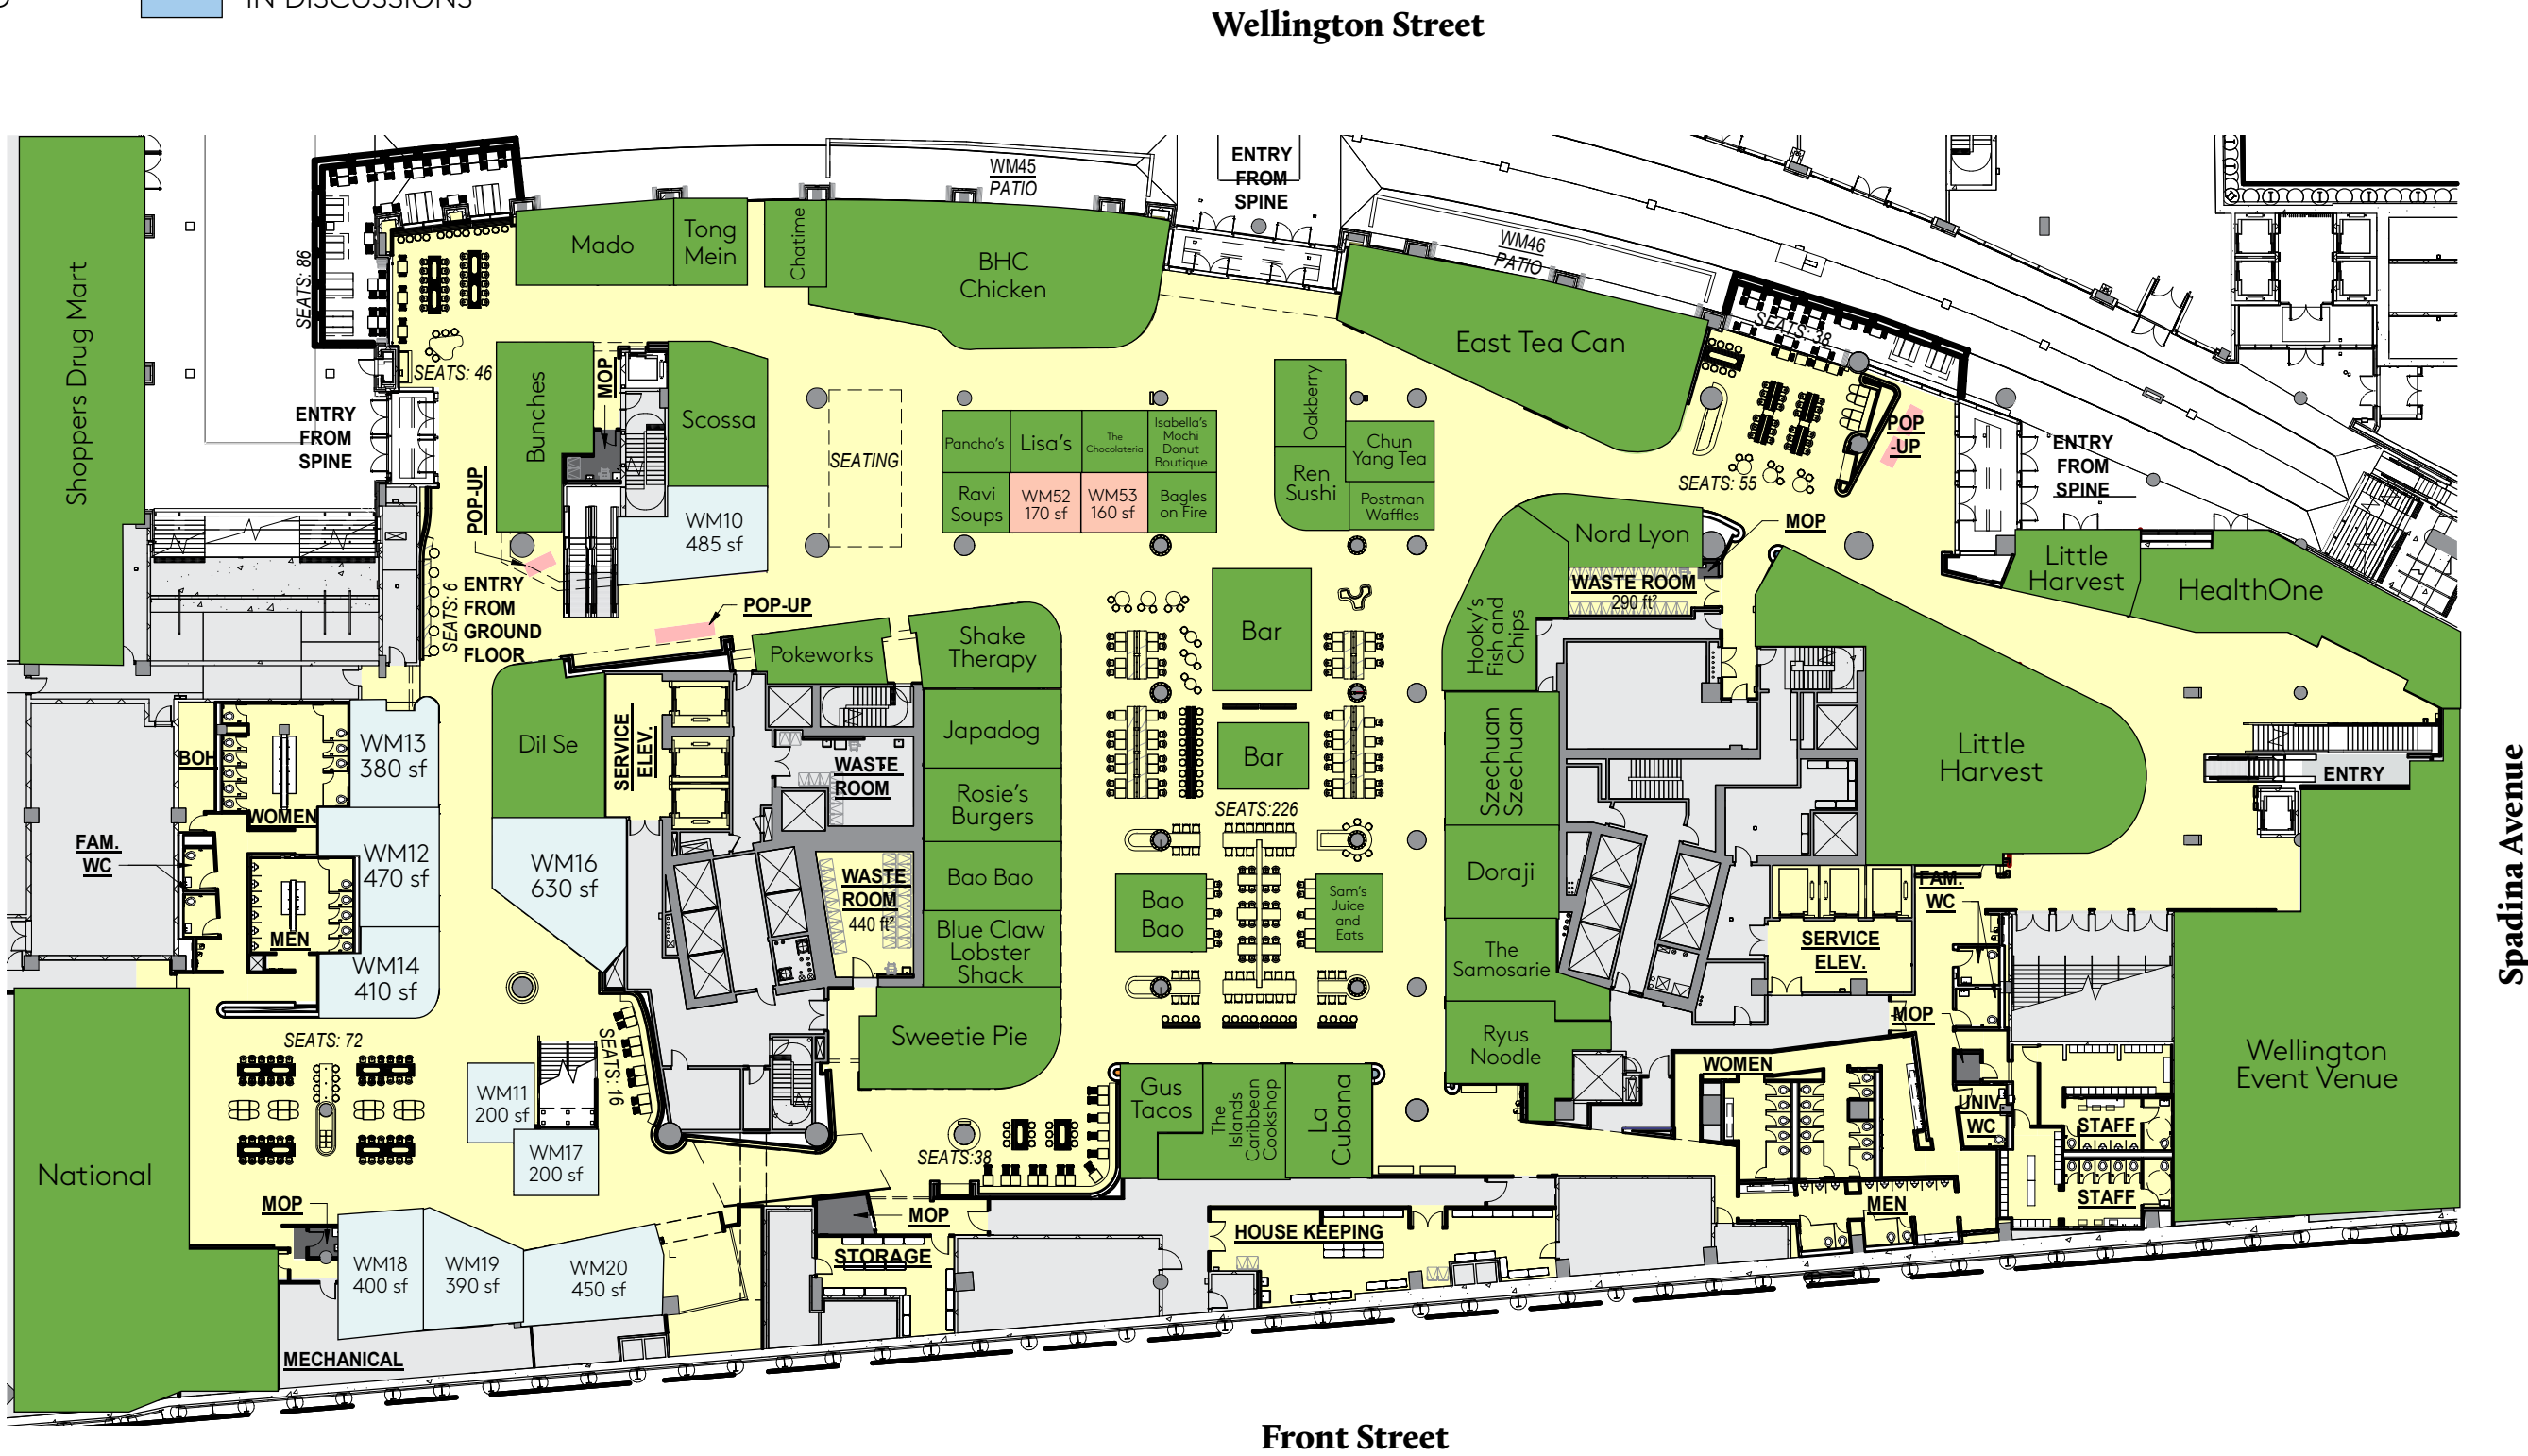 IN DISCUSSIONS
Wellington Street
WM45
PATIO
ENTRY
FROM
SPINE
WM46
PATIO
Shoppers Drug Mart
SEATS: 86
Mado
Tong
Mein
Chatime
BHC
Chicken
East Tea Can
SEATS: 38
SEATS: 46
ENTRY
FROM
SPINE
Bunches
MOP
Scossa
SEATING
Pancho's
Lisa's
The
Chocolateria
Isabella's
Mochi
Donut
Boutique
Ravi
Soups
WM52
170 sf
WM53
160 sf
Bagles
on Fire
Oakberry
Chun
Yang Tea
Ren
Sushi
Postman
Waffles
POP
-UP
SEATS: 55
ENTRY
FROM
SPINE
POP-UP
WM10
485 sf
Nord Lyon
MOP
WASTE ROOM
290 ft²
Little
Harvest
HealthOne
SEATS: 6
ENTRY
FROM
GROUND
FLOOR
POP-UP
Pokeworks
Shake
Therapy
Bar
Hooky's
Fish and
Chips
BOH
WOMEN
WM13
380 sf
Dil Se
SERVICE
ELEV.
WASTE
ROOM
Japadog
Bar
Szechuan
Szechuan
Little
Harvest
ENTRY
Spadina Avenue
Rosie's
Burgers
SEATS:226
FAM.
WC
WM12
470 sf
WM16
630 sf
WASTE
ROOM
440 ft²
Bao Bao
Bao
Bao
Sam's
Juice
and
Eats
Doraji
FAM.
WC
MEN
WM14
410 sf
Blue Claw
Lobster
Shack
The
Samosarie
SERVICE
ELEV.
SEATS: 72
SEATS: 16
Sweetie Pie
Ryus
Noodle
MOP
WOMEN
Wellington
Event Venue
WM11
200 sf
WM17
200 sf
SEATS:38
Gus
Tacos
The
Islands
Caribbean
Cookshop
La
Cubana
UNIV.
WC
STAFF
STAFF
MEN
National
MOP
MOP
STORAGE
HOUSE KEEPING
WM18
400 sf
WM19
390 sf
WM20
450 sf
MECHANICAL
Front Street